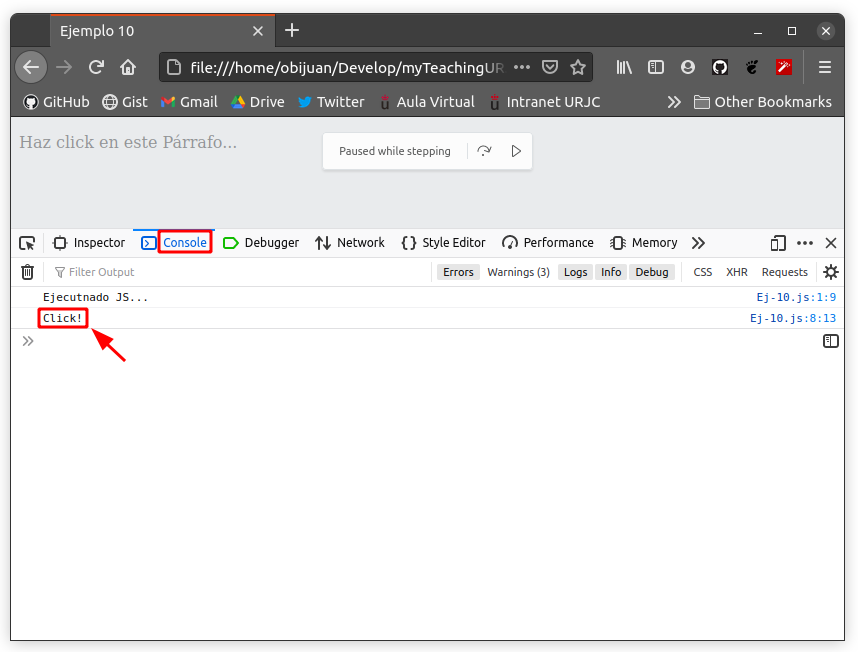 Ejemplo 10
file:///home/obijuan/Develop/myTeachingUR
GitHub Gist Gmail Drive Twitter Aula Virtual Intranet URJC Other Bookmarks
Haz click en este Párrafo...
Paused while stepping
Inspector Console Debugger Network Style Editor Performance Memory
Filter Output Errors Warnings (3) Logs Info Debug CSS XHR Requests
Ejecutnado JS... Ej-10.js:1:9
Click! Ej-10.js:8:13